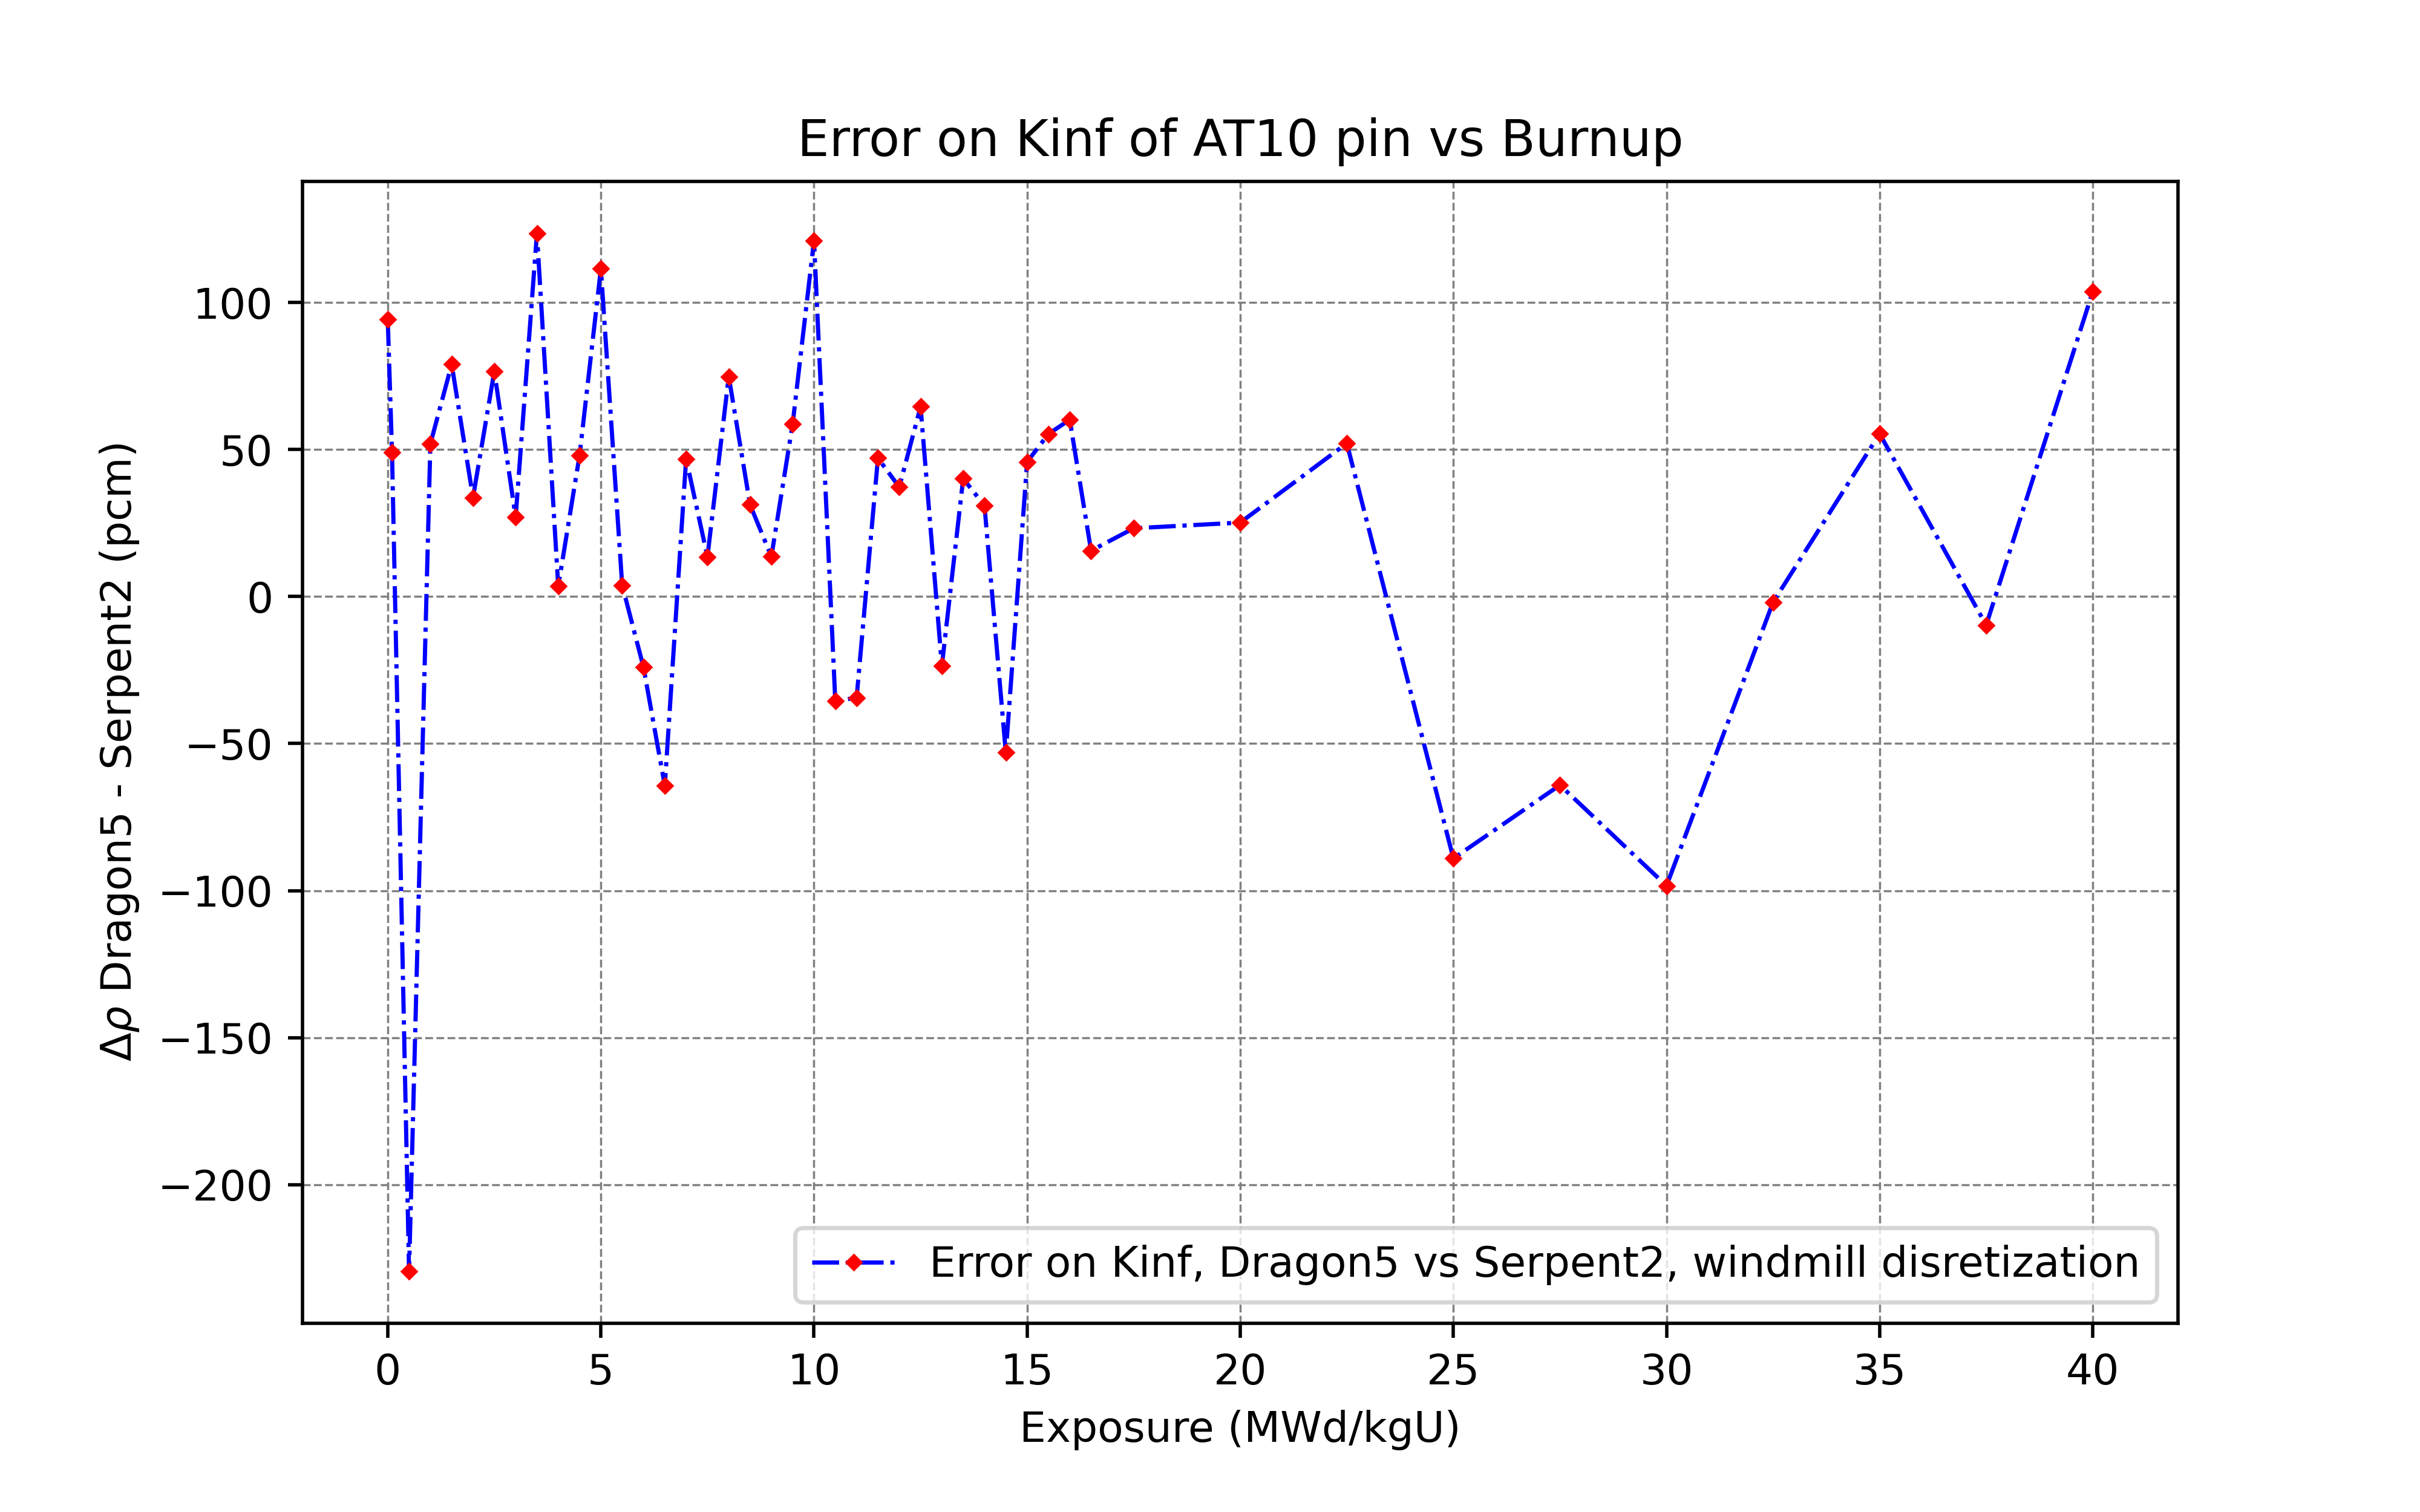 Error on Kinf of AT10 pin vs Burnup
Δρ Dragon5 - Serpent2 (pcm)
100
50
0
−50
−100
−150
−200
Error on Kinf, Dragon5 vs Serpent2, windmill disretization
0 5 10 15 20 25 30 35 40
Exposure (MWd/kgU)